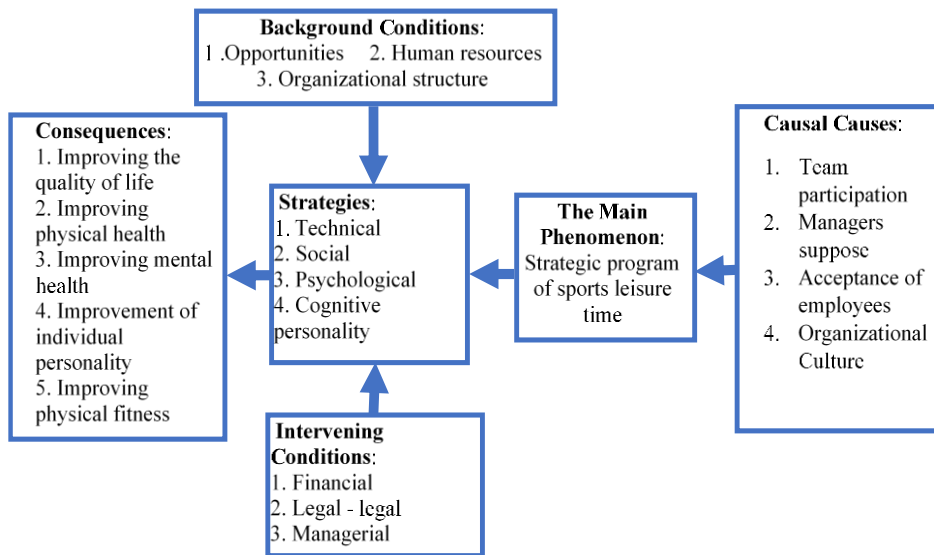 Background Conditions:
1 .Opportunities 2. Human resources
3. Organizational structure
Consequences:
1. Improving the
quality of life
2. Improving
physical health
3. Improving mental
health
4. Improvement of
individual
personality
5. Improving
physical fitness
Strategies:
1. Technical
2. Social
3. Psychological
4. Cognitive
personality
The Main
Phenomenon:
Strategic program
of sports leisure
time
Causal Causes:
1. Team
participation
2. Managers
suppose
3. Acceptance of
employees
4. Organizational
Culture
Intervening
Conditions:
1. Financial
2. Legal - legal
3. Managerial